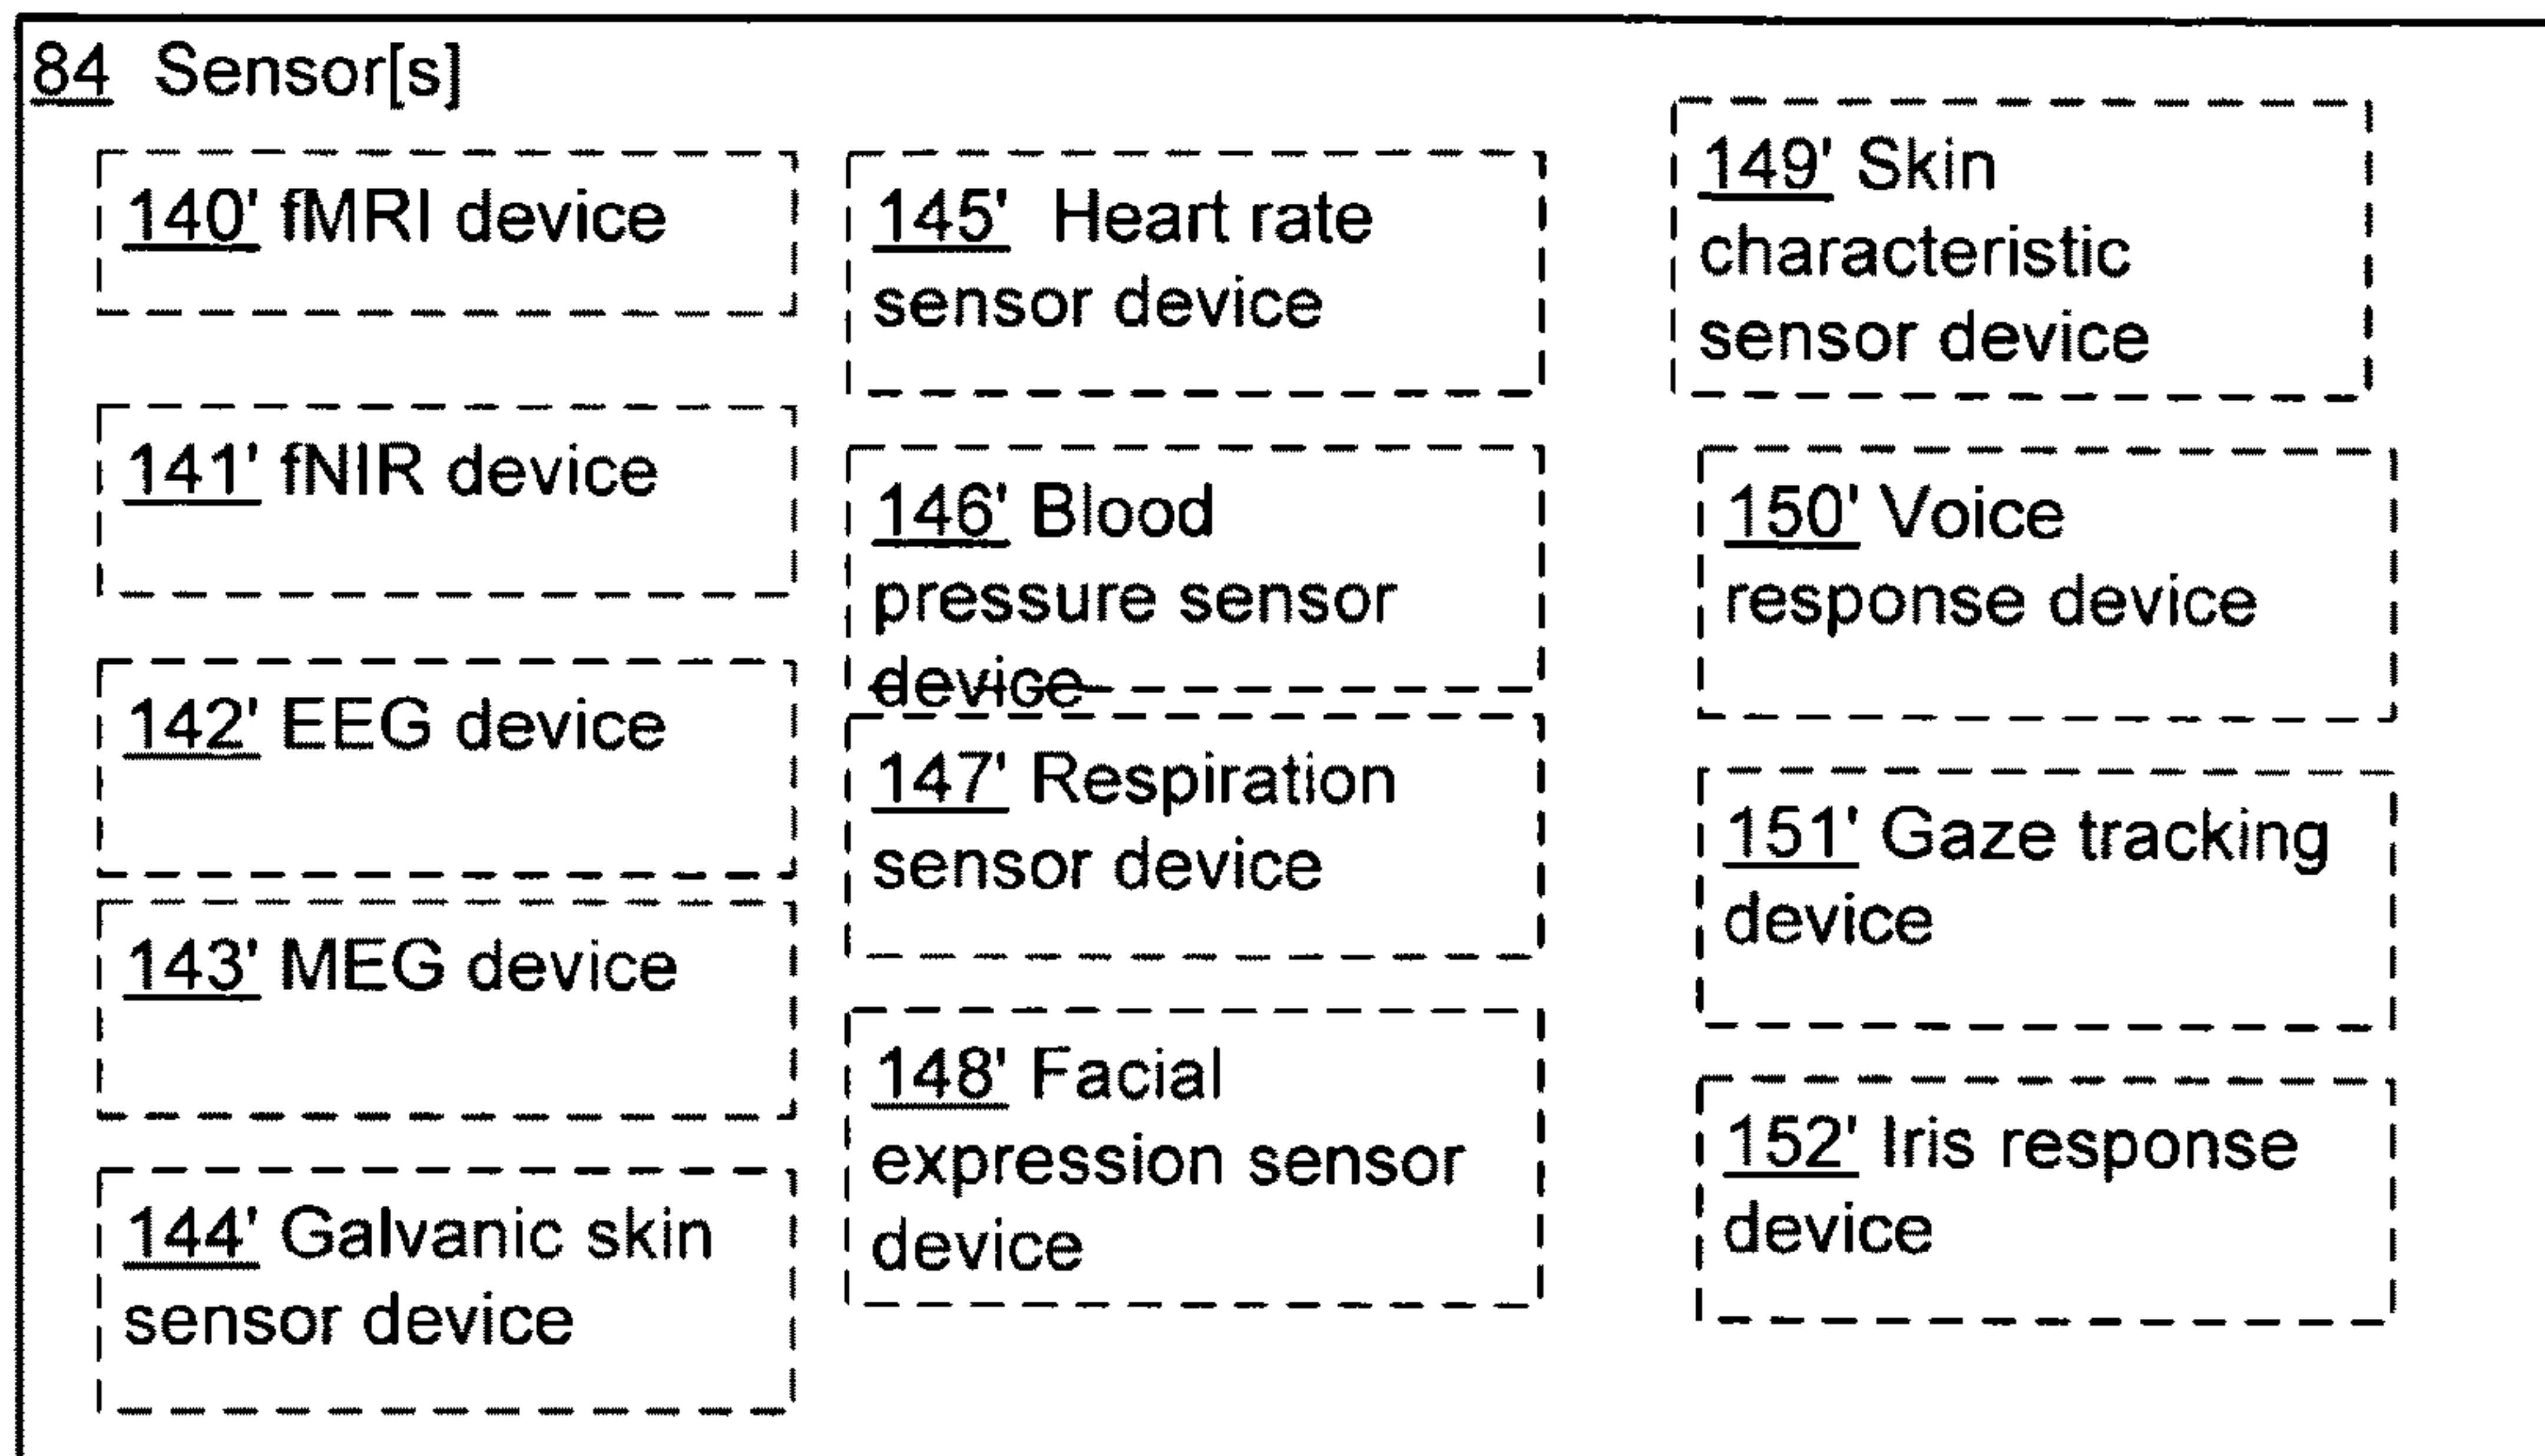 84 Sensor[s]
140' fMRI device
141' fNIR device
142' EEG device
143' MEG device
144' Galvanic skin
sensor device
145' Heart rate
sensor device
146' Blood
pressure sensor
device
147' Respiration
sensor device
148' Facial
expression sensor
device
149' Skin
characteristic
sensor device
150' Voice
response device
151' Gaze tracking
device
152' Iris response
device